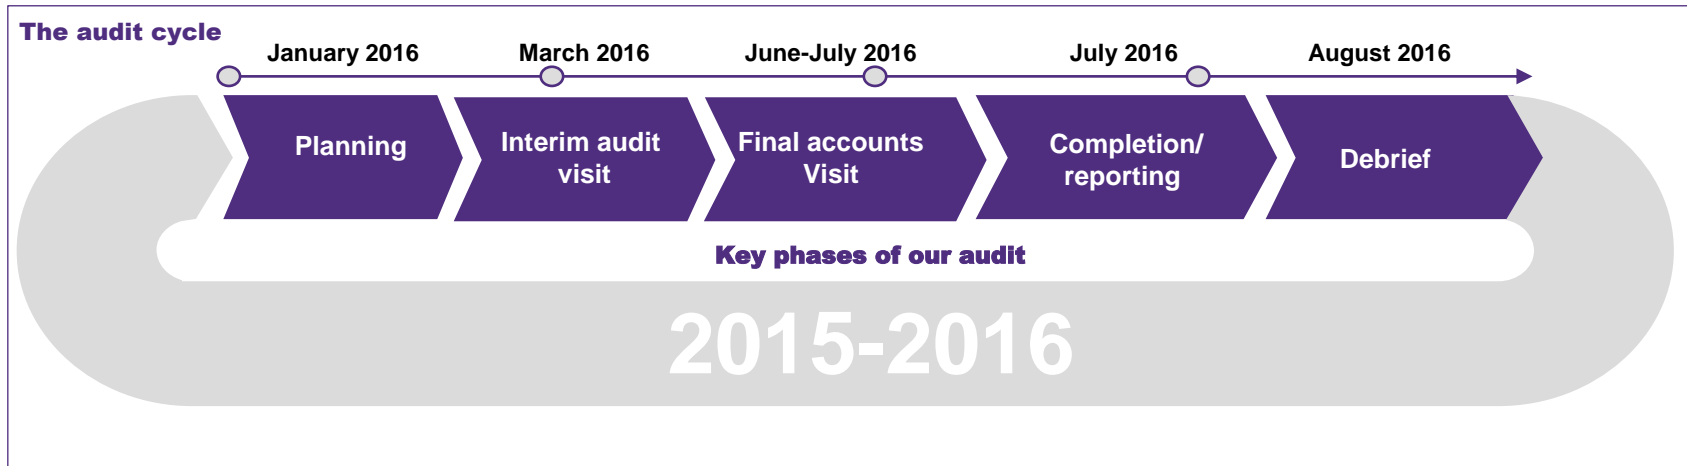 The audit cycle
January 2016
March 2016
June-July 2016
July 2016
August 2016
Planning
Interim audit
visit
Final accounts
Visit
Completion/
reporting
Debrief
Key phases of our audit
2015-2016